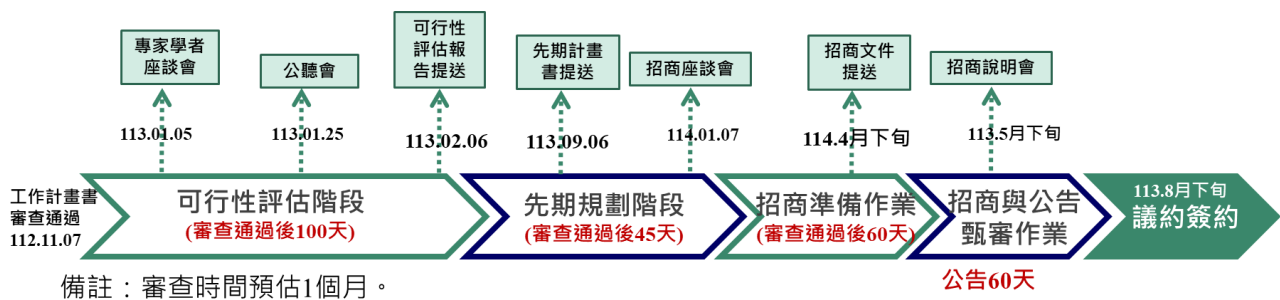 專家學者
座談會
公聽會
可行性
評估報
告提送
先期計畫
書提送
招商座談會
招商文件
提送
招商說明會
113.01.05
113.01.25
113.02.06
113.09.06
114.01.07
114.4月下旬
113.5月下旬
工作計畫書
審查通過
112.11.07
可行性評估階段
(審查通過後100天)
先期規劃階段
(審查通過後45天)
招商準備作業
(審查通過後60天)
招商與公告
甄審作業
113.8月下旬
議約簽約
公告60天
備註：審查時間預估1個月。